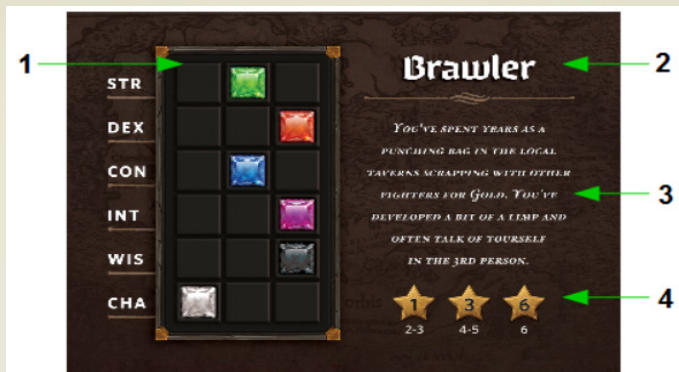 1
STR
DEX
CON
INT
WIS
CHA
Brawler
2
You've spent years as a
punching bag in the local
taverns scrapping with other
fighters for Gold. You've
developed a bit of a limp and
often talk of tourself
in the 3rd person.
3
1 3 6
2-3 4-5 6
4